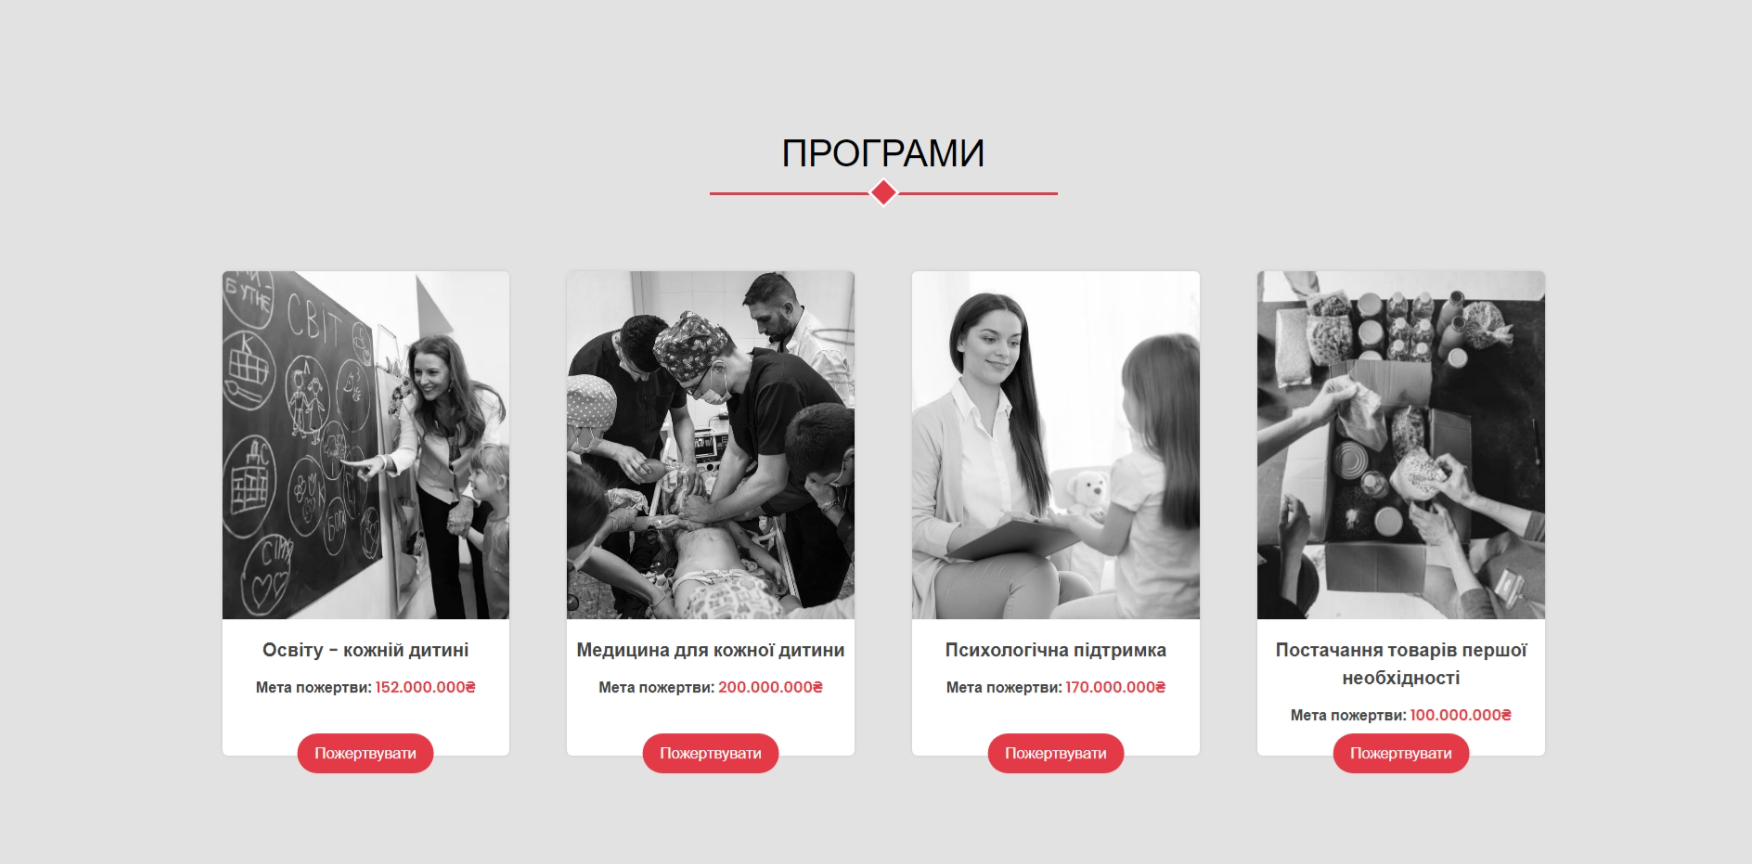 ПРОГРАМИ
БУТНЄ
СВІТ
Освіту – кожній дитині
Мета пожертви: 152.000.000₴
Пожертвувати
Медицина для кожної дитини
Мета пожертви: 200.000.000₴
Пожертвувати
Психологічна підтримка
Мета пожертви: 170.000.000₴
Пожертвувати
Постачання товарів першої
необхідності
Мета пожертви: 100.000.000₴
Пожертвувати